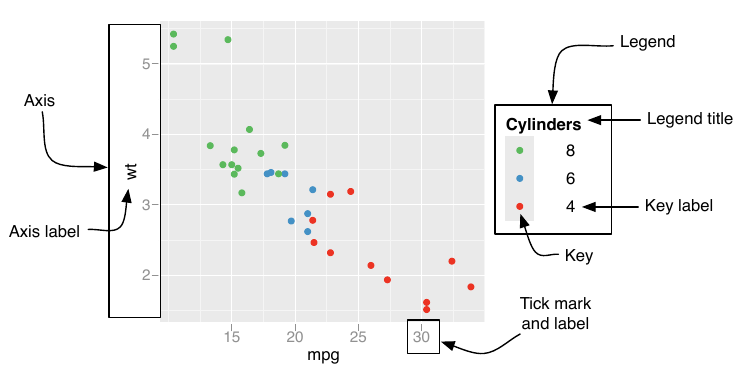 Legend
5
Axis
Cylinders
Legend title
4
8
wt
6
3
4
Key label
Axis label
Key
2
Tick mark
and label
15
20
25
30
mpg